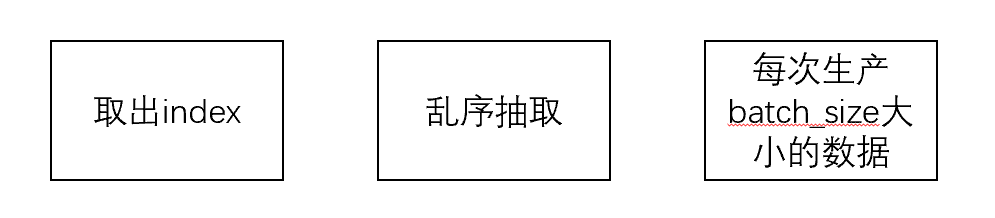 取出index
乱序抽取
每次生产
batch_size大
小的数据